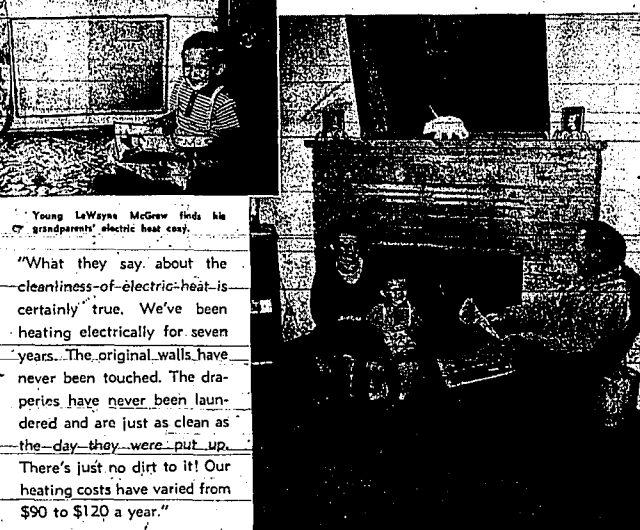 Young LeWayne McGrew finds his
grandparents' electric heat cozy.
"What they say about the
cleanliness of electric heat is
certainly true. We've been
heating electrically for seven
years. The original walls have
never been touched. The dra-
peries have never been laun-
dered and are just as clean as
the day they were put up.
There's just no dirt to it! Our
heating costs have varied from
$90 to $120 a year."